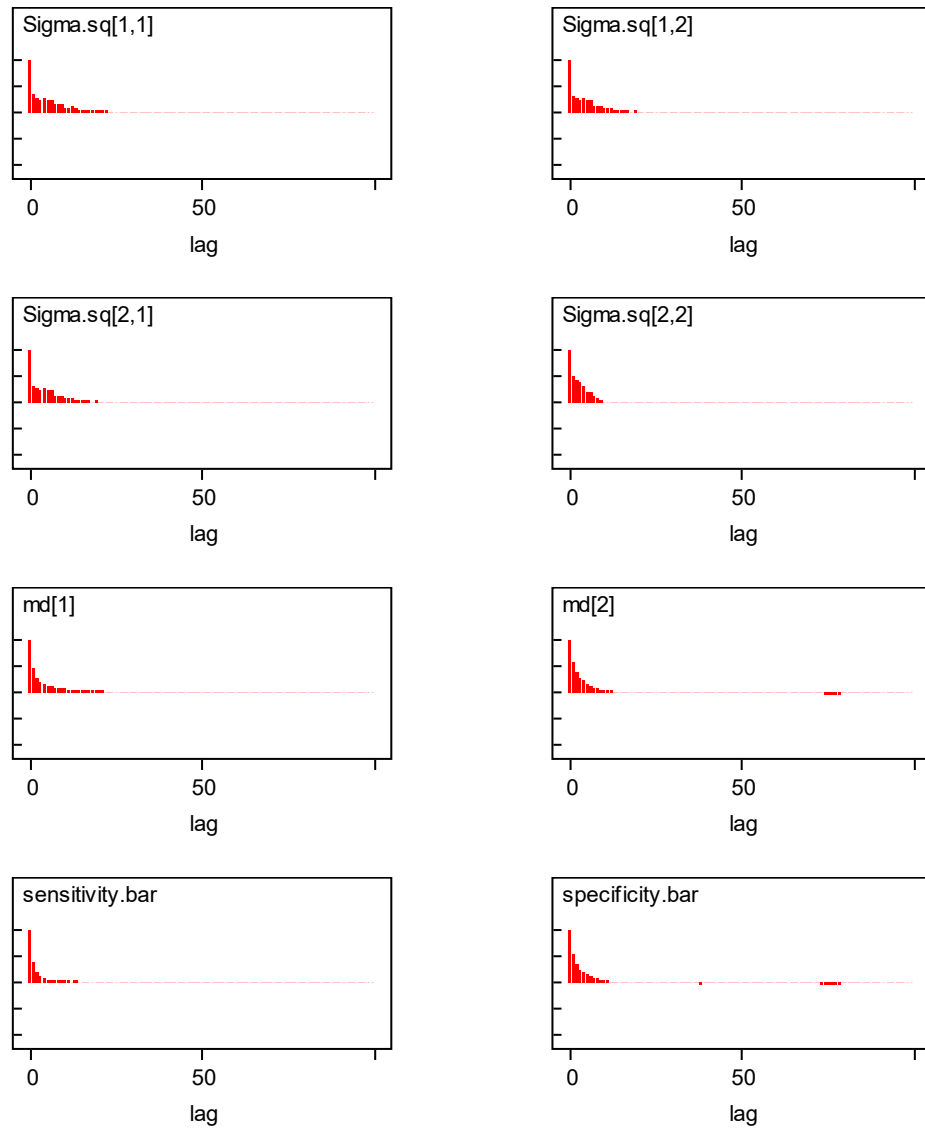 Sigma.sq[1,1]
0 50
lag
Sigma.sq[1,2]
0 50
lag
Sigma.sq[2,1]
0 50
lag
Sigma.sq[2,2]
0 50
lag
md[1]
0 50
lag
md[2]
0 50
lag
sensitivity.bar
0 50
lag
specificity.bar
0 50
lag